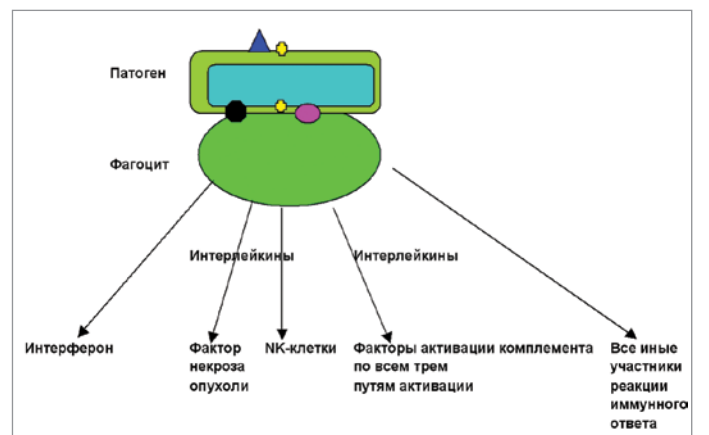 Патоген
Фагоцит
Интерлейкины
Интерлейкины
Интерферон
Фактор
некроза
опухоли
NK-клетки
Факторы активации комплемента
по всем трем
путям активации
Все иные
участники
реакции
иммунного
ответа